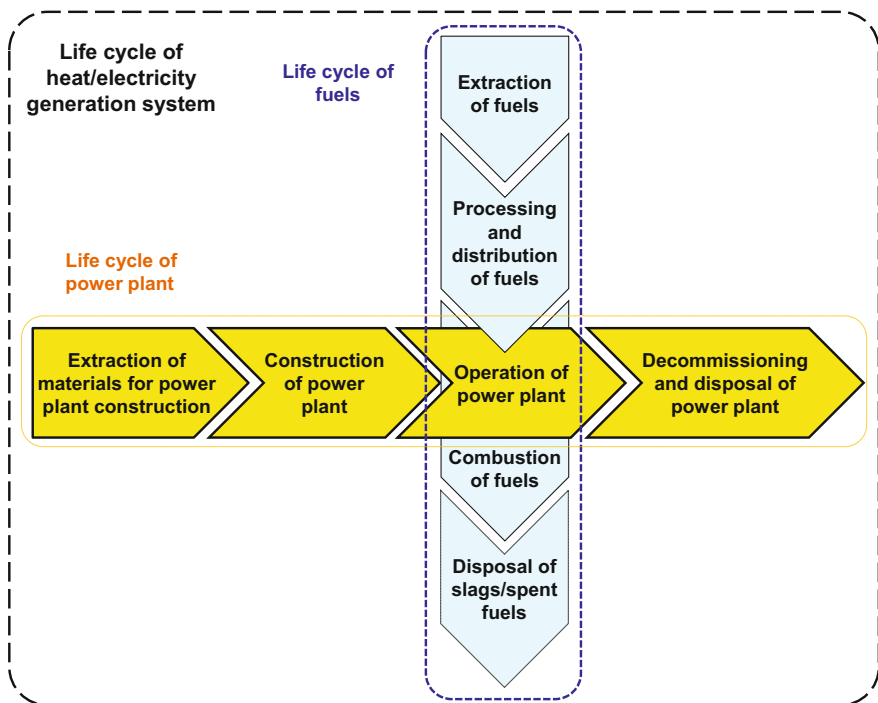 Life cycle of
heat/electricity
generation system
Life cycle of
fuels
Extraction
of fuels
Processing
and
distribution
of fuels
Life cycle of
power plant
Extraction of
materials for power
plant construction
Construction
of power
plant
Operation of
power plant
Decommissioning
and disposal of
power plant
Combustion
of fuels
Disposal of
slags/spent
fuels